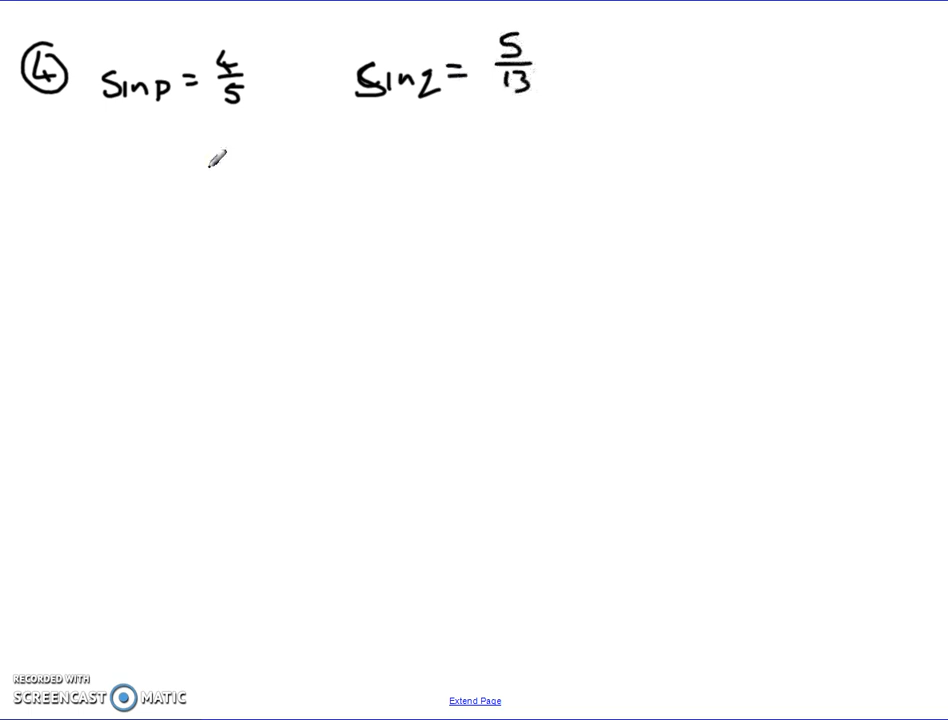 ④ sin p = 4/5 sin q = 5/13
RECORDED WITH
SCREENCAST MATIC
Extend Page